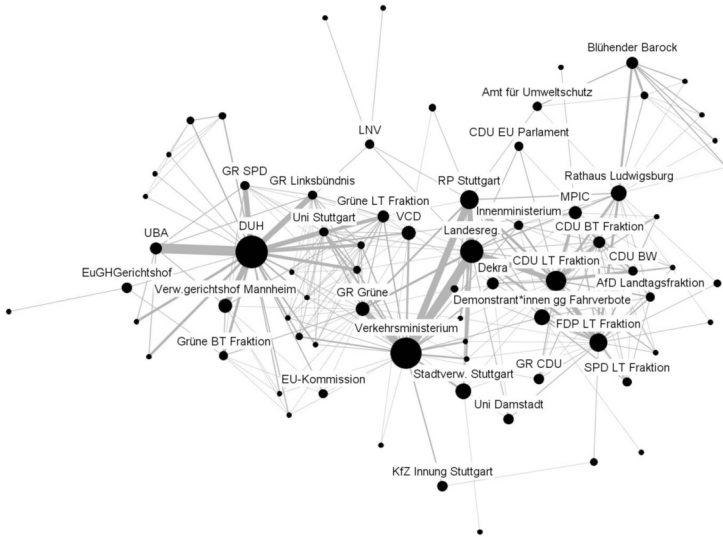 Blühender Barock
Amt für Umweltschutz
LNV
CDU EU Parlament
GR SPD
GR Linksbündnis
RP Stuttgart
Rathaus Ludwigsburg
Grüne LT Fraktion
MPIC
Uni Stuttgart
VCD
Innenministerium
DUH
Landesreg.
CDU BT Fraktion
UBA
CDU LT Fraktion
CDU BW
EuGHGerichtshof
Dekra
AfD Landtagsfraktion
Verw.gerichtshof Mannheim
GR Grüne
Demonstrant*innen gg Fahrverbote
Verkehrsministerium
FDP LT Fraktion
Grüne BT Fraktion
GR CDU
SPD LT Fraktion
EU-Kommission
Stadtverw. Stuttgart
Uni Damstadt
KfZ Innung Stuttgart